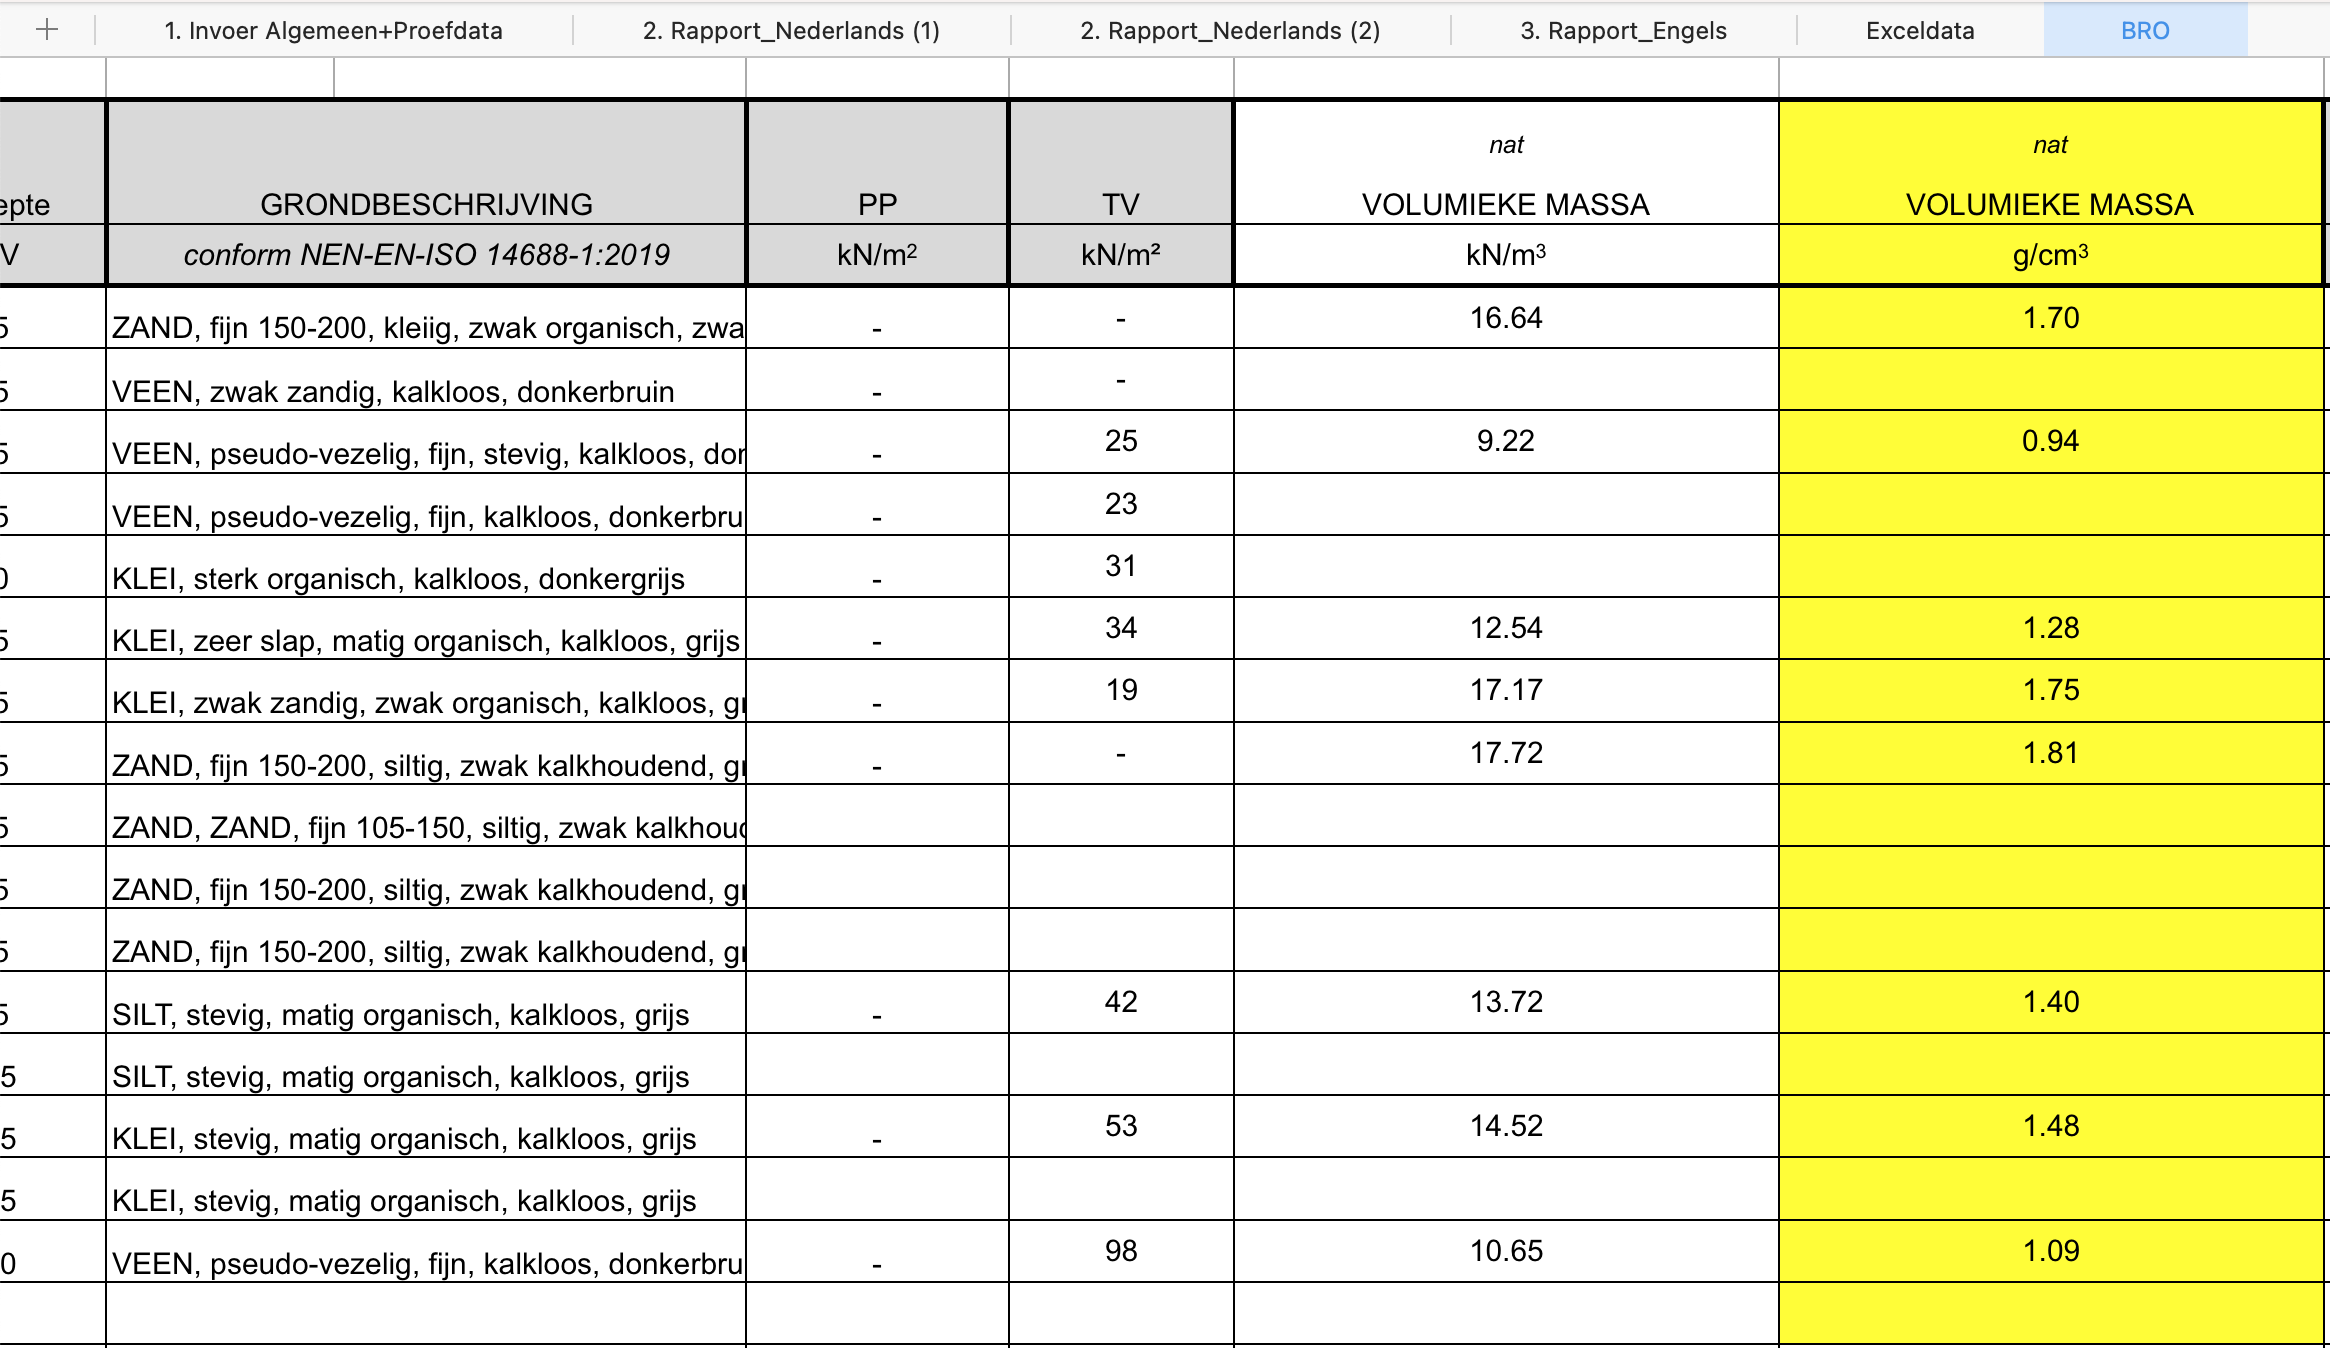 1. Invoer Algemeen+Proefdata 2. Rapport_Nederlands (1) 2. Rapport_Nederlands (2) 3. Rapport_Engels Exceldata BRO
nat nat
epte GRONDBESCHRIJVING PP TV VOLUMIEKE MASSA VOLUMIEKE MASSA
V conform NEN-EN-ISO 14688-1:2019 kN/m² kN/m² kN/m³ g/cm³
5 ZAND, fijn 150-200, kleiig, zwak organisch, zwa - - 16.64 1.70
5 VEEN, zwak zandig, kalkloos, donkerbruin - -
5 VEEN, pseudo-vezelig, fijn, stevig, kalkloos, don - 25 9.22 0.94
5 VEEN, pseudo-vezelig, fijn, kalkloos, donkerbru - 23
0 KLEI, sterk organisch, kalkloos, donkergrijs - 31
5 KLEI, zeer slap, matig organisch, kalkloos, grijs - 34 12.54 1.28
5 KLEI, zwak zandig, zwak organisch, kalkloos, gr - 19 17.17 1.75
5 ZAND, fijn 150-200, siltig, zwak kalkhoudend, gr - - 17.72 1.81
5 ZAND, ZAND, fijn 105-150, siltig, zwak kalkhoud
5 ZAND, fijn 150-200, siltig, zwak kalkhoudend, gr
5 ZAND, fijn 150-200, siltig, zwak kalkhoudend, gr
5 SILT, stevig, matig organisch, kalkloos, grijs - 42 13.72 1.40
5 SILT, stevig, matig organisch, kalkloos, grijs
5 KLEI, stevig, matig organisch, kalkloos, grijs - 53 14.52 1.48
5 KLEI, stevig, matig organisch, kalkloos, grijs
0 VEEN, pseudo-vezelig, fijn, kalkloos, donkerbru - 98 10.65 1.09